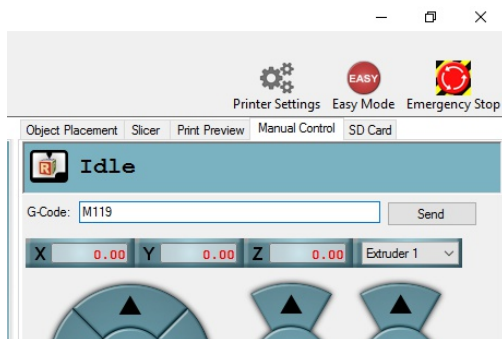 EASY
Printer Settings Easy Mode Emergency Stop
Object Placement Slicer Print Preview Manual Control SD Card
R Idle
G-Code: M119 Send
X 0.00 Y 0.00 Z 0.00 Extruder 1